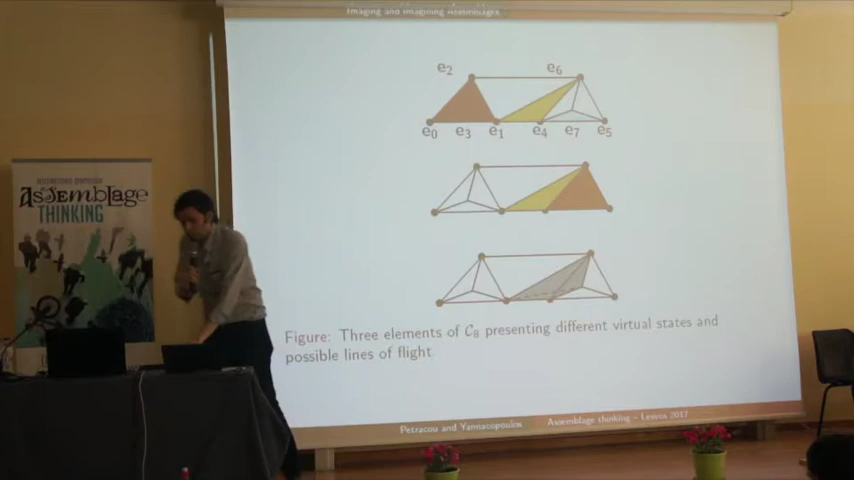 Imaging and Imagining Assemblages
e2 e6
e0 e3 e1 e4 e7 e5
Figure: Three elements of C8 presenting different virtual states and
possible lines of flight
Petracou and Yannacopoulos
Assemblage thinking – Lesvos 2017
AssemblAge
THINKING